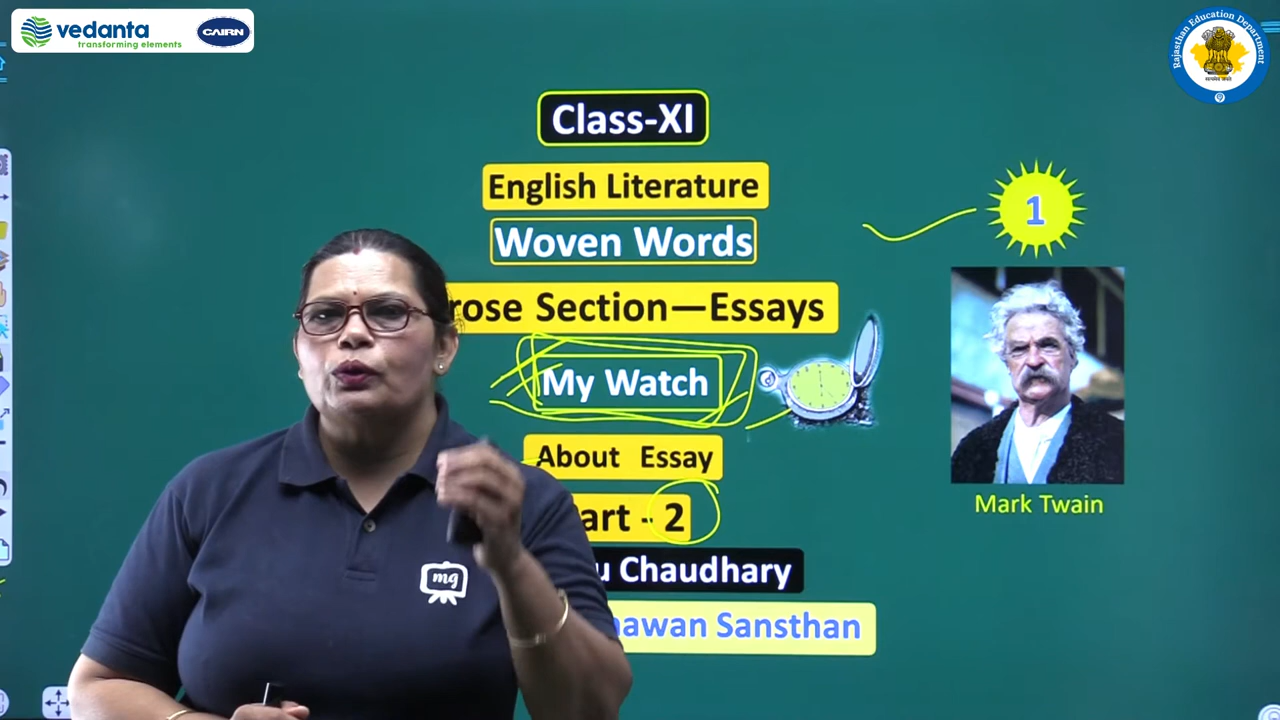 vedanta
transforming elements
CAIRN
Rajasthan Education Department
Class-XI
English Literature
Woven Words
1
rose Section—Essays
My Watch
About Essay
art - 2
Mark Twain
u Chaudhary
mg
awan Sansthan